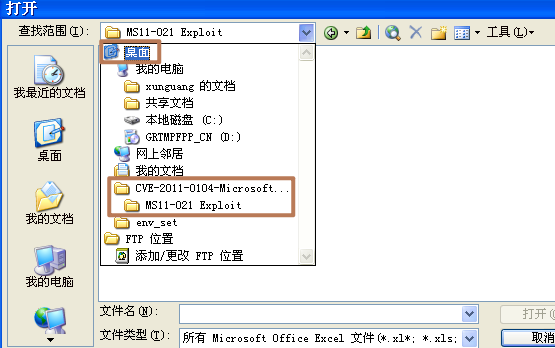 打开
查找范围(I):
MS11-021 Exploit
工具(L)
桌面
我的电脑
xunguang 的文档
共享文档
本地磁盘 (C:)
GRTMPFPP_CN (D:)
网上邻居
我的文档
CVE-2011-0104-Microsoft...
MS11-021 Exploit
env_set
FTP 位置
添加/更改 FTP 位置
我最近的文档
桌面
我的文档
我的电脑
文件名(N):
打开(
文件类型(T):
所有 Microsoft Office Excel 文件(*.xl*; *.xls;
取消